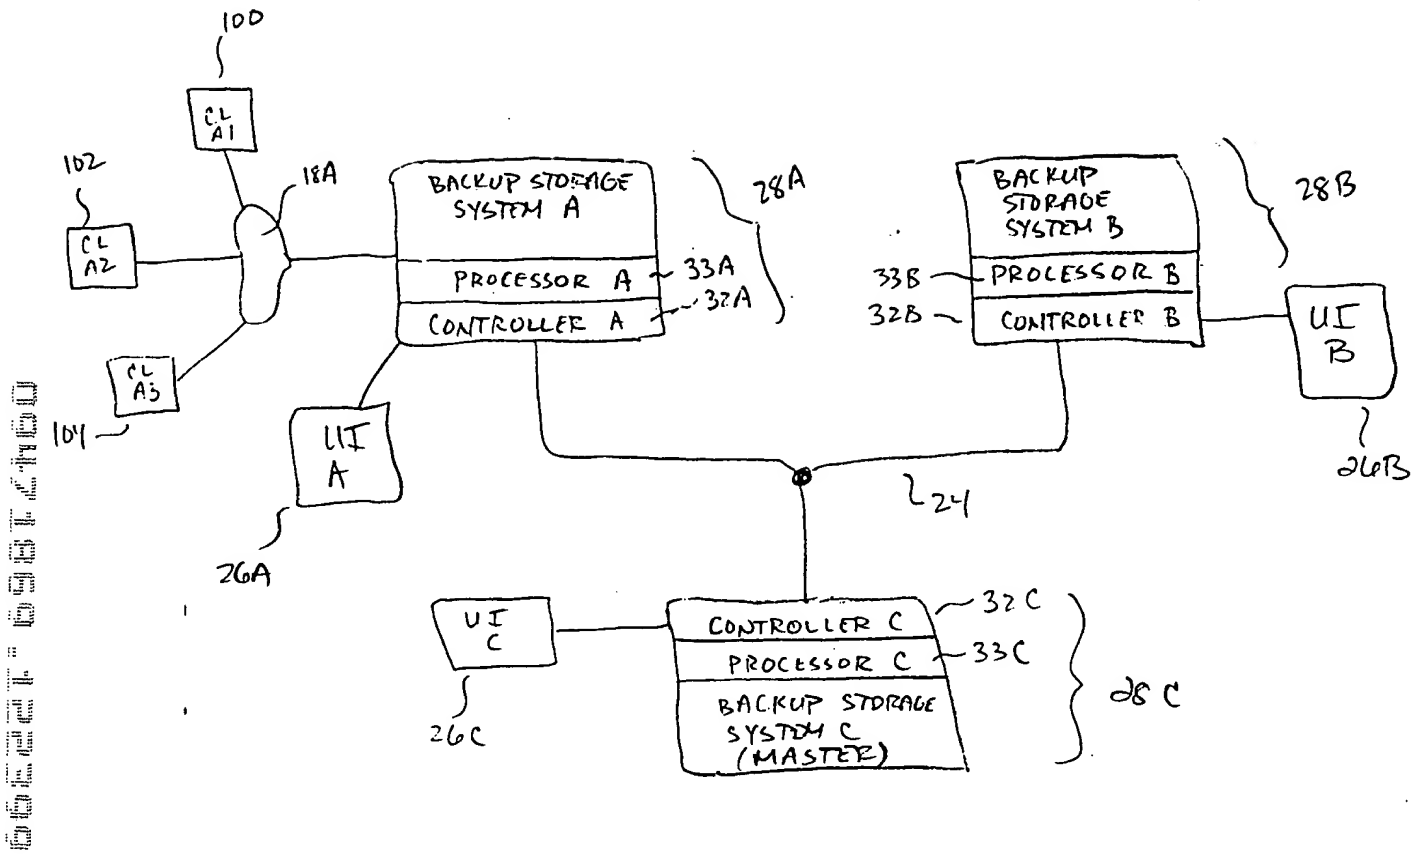 100
CL
A1
102
18A
CL
A2
BACKUP STORAGE
SYSTEM A
28A
PROCESSOR A
33A
CONTROLLER A
32A
BACKUP
STORAGE
SYSTEM B
28B
33B
PROCESSOR B
32B
CONTROLLER B
UI
B
26B
CL
A3
104
UI
A
26A
24
UI
C
26C
CONTROLLER C
32C
PROCESSOR C
33C
BACKUP STORAGE
SYSTEM C
(MASTER)
28C
09471869.122399